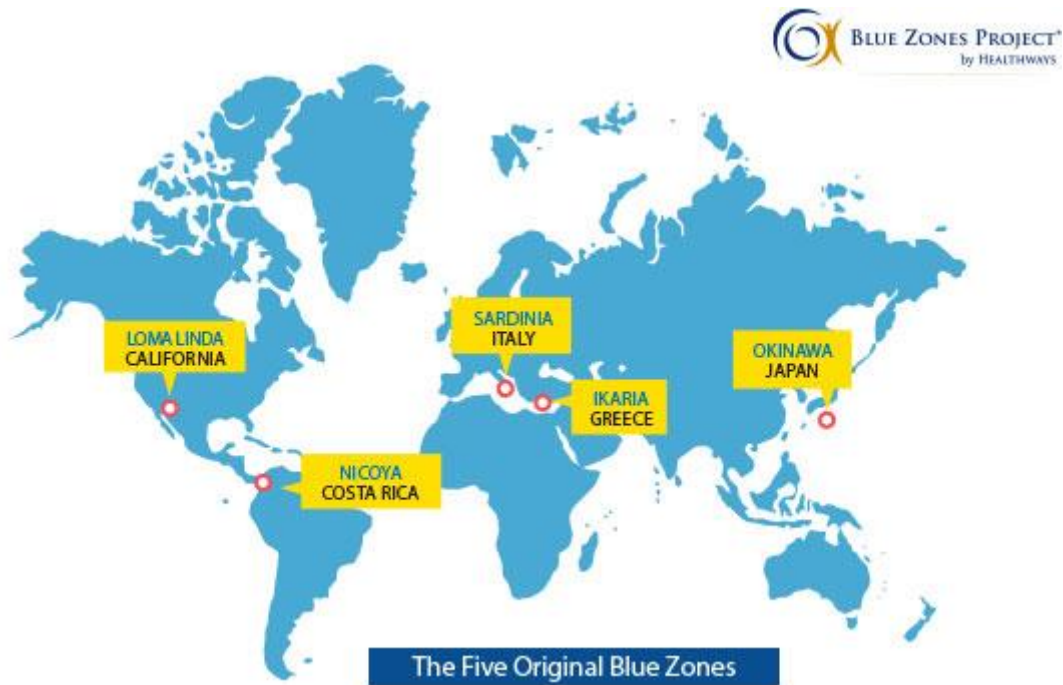 BLUE ZONES PROJECT®
by HEALTHWAYS
LOMA LINDA
CALIFORNIA
SARDINIA
ITALY
OKINAWA
JAPAN
IKARIA
GREECE
NICOYA
COSTA RICA
The Five Original Blue Zones